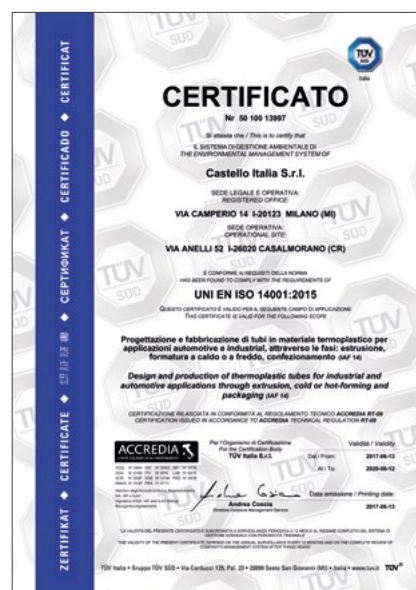 ZERTIFIKAT ◆ CERTIFICATE ◆ ◆ СЕРТИФИКАТ ◆ CERTIFICADO ◆ CERTIFICAT
TÜV
SÜD
Italia
CERTIFICATO
Nr 50 100 13997
Si attesta che / This is to certify that
IL SISTEMA DI GESTIONE AMBIENTALE DI
THE ENVIRONMENTAL MANAGEMENT SYSTEM OF
Castello Italia S.r.l.
SEDE LEGALE E OPERATIVA:
REGISTERED OFFICE:
VIA CAMPERIO 14 I-20123 MILANO (MI)
SEDE OPERATIVA:
OPERATIONAL SITE:
VIA ANELLI 52 I-26020 CASALMORANO (CR)
È CONFORME AI REQUISITI DELLA NORMA
HAS BEEN FOUND TO COMPLY WITH THE REQUIREMENTS OF
UNI EN ISO 14001:2015
QUESTO CERTIFICATO È VALIDO PER IL SEGUENTE CAMPO DI APPLICAZIONE
THIS CERTIFICATE IS VALID FOR THE FOLLOWING SCOPE
Progettazione e fabbricazione di tubi in materiale termoplastico per
applicazioni automotive e industrial, attraverso le fasi: estrusione,
formatura a caldo o a freddo, confezionamento (IAF 14)
Design and production of thermoplastic tubes for industrial and
automotive applications through extrusion, cold or hot-forming and
packaging (IAF 14)
CERTIFICAZIONE RILASCIATA IN CONFORMITÀ AL REGOLAMENTO TECNICO ACCREDIA RT-09
CERTIFICATION ISSUED IN ACCORDANCE TO ACCREDIA TECHNICAL REGULATION RT-09
ACCREDIA
Per l'Organismo di Certificazione
For the Certification Body
TÜV Italia S.r.l.
Validità / Validity
Dal / From: 2017-06-13
Al / To: 2020-06-12
Andrea Coscia
Data emissione / Printing date:
2017-06-13
TÜV Italia • Gruppo TÜV SÜD • Via Carducci 125, Pal. 23 • 20099 Sesto San Giovanni (MI) • Italia • www.tuv.it TÜV®